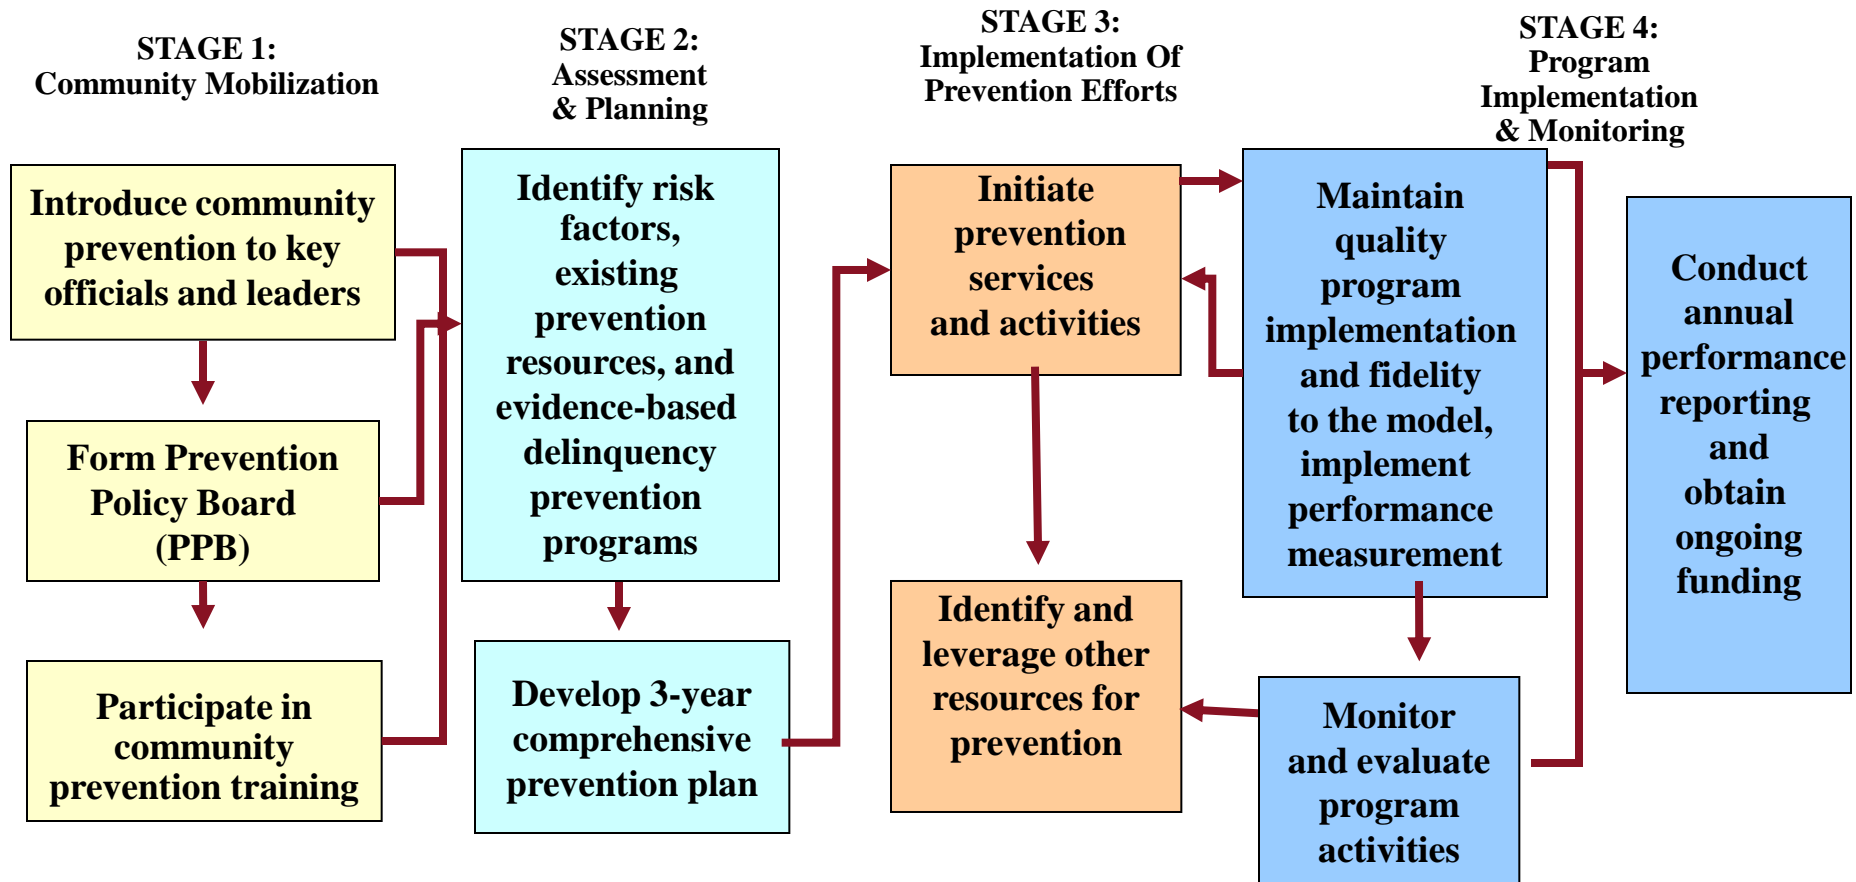 STAGE 1:
Community Mobilization
Introduce community
prevention to key
officials and leaders
Form Prevention
Policy Board
(PPB)
Participate in
community
prevention training
STAGE 2:
Assessment
& Planning
Identify risk
factors,
existing
prevention
resources, and
evidence-based
delinquency
prevention
programs
Develop 3-year
comprehensive
prevention plan
STAGE 3:
Implementation Of
Prevention Efforts
Initiate
prevention
services
and activities
Identify and
leverage other
resources for
prevention
STAGE 4:
Program
Implementation
& Monitoring
Maintain
quality
program
implementation
and fidelity
to the model,
implement
performance
measurement
Monitor
and evaluate
program
activities
Conduct
annual
performance
reporting
and
obtain
ongoing
funding